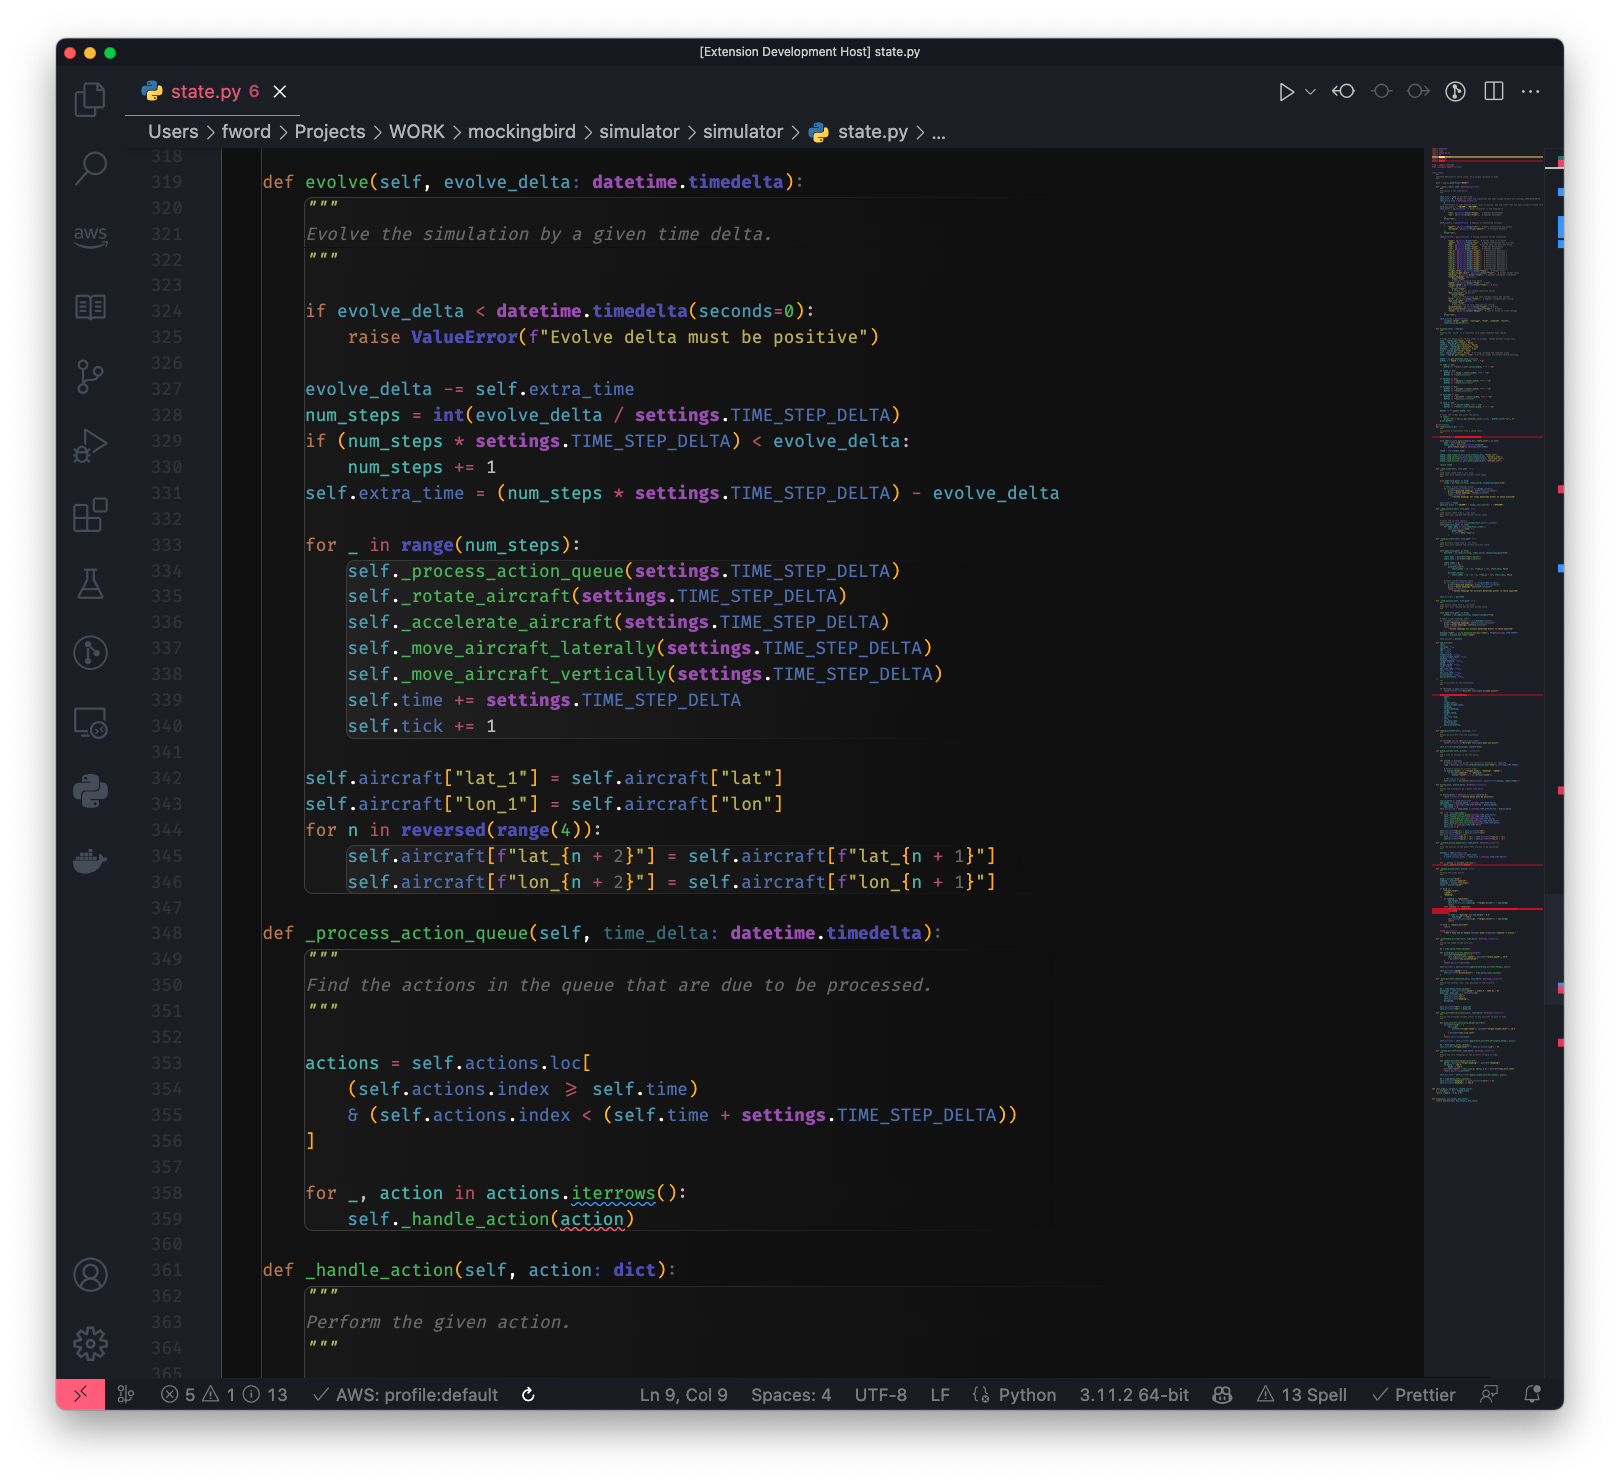 [Extension Development Host] state.py
state.py 6
Users > fword > Projects > WORK > mockingbird > simulator > simulator > state.py > ...
aws
318
319 def evolve(self, evolve_delta: datetime.timedelta):
320 """
321 Evolve the simulation by a given time delta.
322 """
323
324 if evolve_delta < datetime.timedelta(seconds=0):
325 raise ValueError(f"Evolve delta must be positive")
326
327 evolve_delta -= self.extra_time
328 num_steps = int(evolve_delta / settings.TIME_STEP_DELTA)
329 if (num_steps * settings.TIME_STEP_DELTA) < evolve_delta:
330 num_steps += 1
331 self.extra_time = (num_steps * settings.TIME_STEP_DELTA) - evolve_delta
332
333 for _ in range(num_steps):
334 self._process_action_queue(settings.TIME_STEP_DELTA)
335 self._rotate_aircraft(settings.TIME_STEP_DELTA)
336 self._accelerate_aircraft(settings.TIME_STEP_DELTA)
337 self._move_aircraft_laterally(settings.TIME_STEP_DELTA)
338 self._move_aircraft_vertically(settings.TIME_STEP_DELTA)
339 self.time += settings.TIME_STEP_DELTA
340 self.tick += 1
341
342 self.aircraft["lat_1"] = self.aircraft["lat"]
343 self.aircraft["lon_1"] = self.aircraft["lon"]
344 for n in reversed(range(4)):
345 self.aircraft[f"lat_{n + 2}"] = self.aircraft[f"lat_{n + 1}"]
346 self.aircraft[f"lon_{n + 2}"] = self.aircraft[f"lon_{n + 1}"]
347
348 def _process_action_queue(self, time_delta: datetime.timedelta):
349 """
350 Find the actions in the queue that are due to be processed.
351 """
352
353 actions = self.actions.loc[
354 (self.actions.index ≥ self.time)
355 & (self.actions.index < (self.time + settings.TIME_STEP_DELTA))
356 ]
357
358 for _, action in actions.iterrows():
359 self._handle_action(action)
360
361 def _handle_action(self, action: dict):
362 """
363 Perform the given action.
364 """
365
5 1 13 AWS: profile:default Ln 9, Col 9 Spaces: 4 UTF-8 LF Python 3.11.2 64-bit 13 Spell Prettier